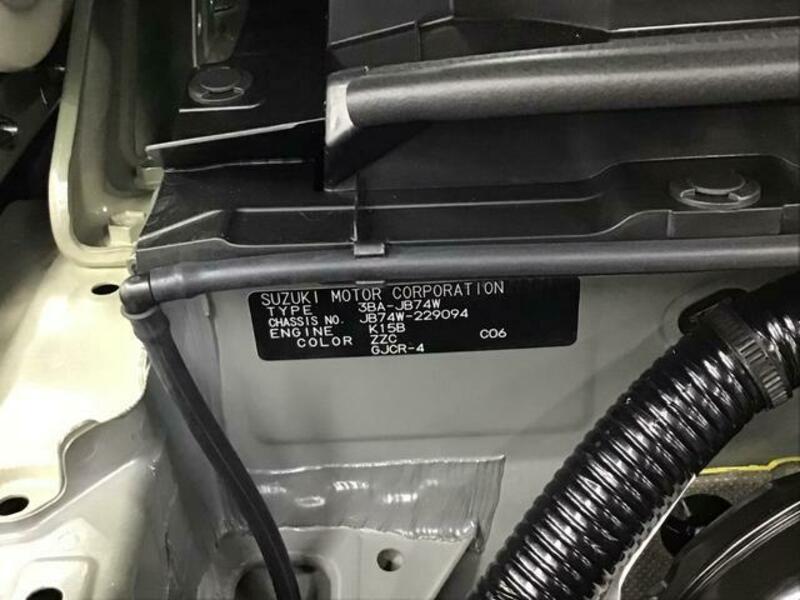 SUZUKI MOTOR CORPORATION
TYPE 3BA-JB74W
CHASSIS NO. JB74W-229094
ENGINE K15B
COLOR ZZC C06
GJCR-4